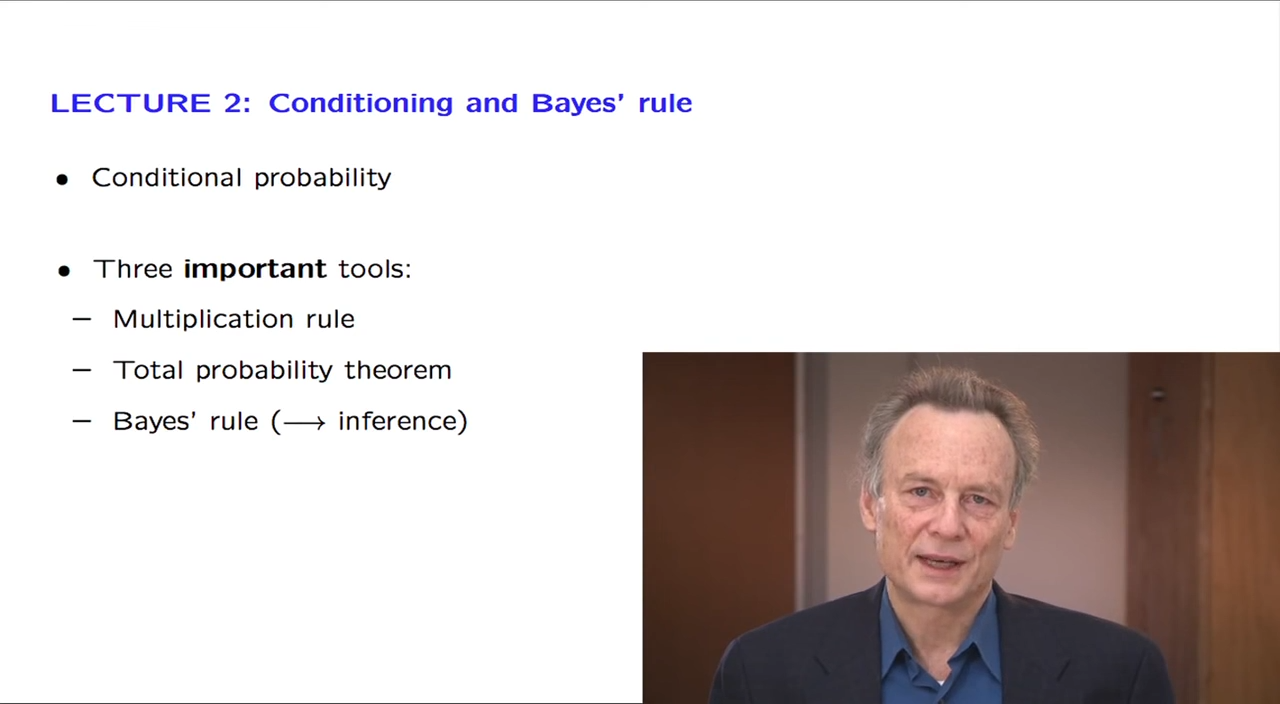 LECTURE 2: Conditioning and Bayes' rule
• Conditional probability
• Three important tools:
– Multiplication rule
– Total probability theorem
– Bayes' rule (⟶ inference)